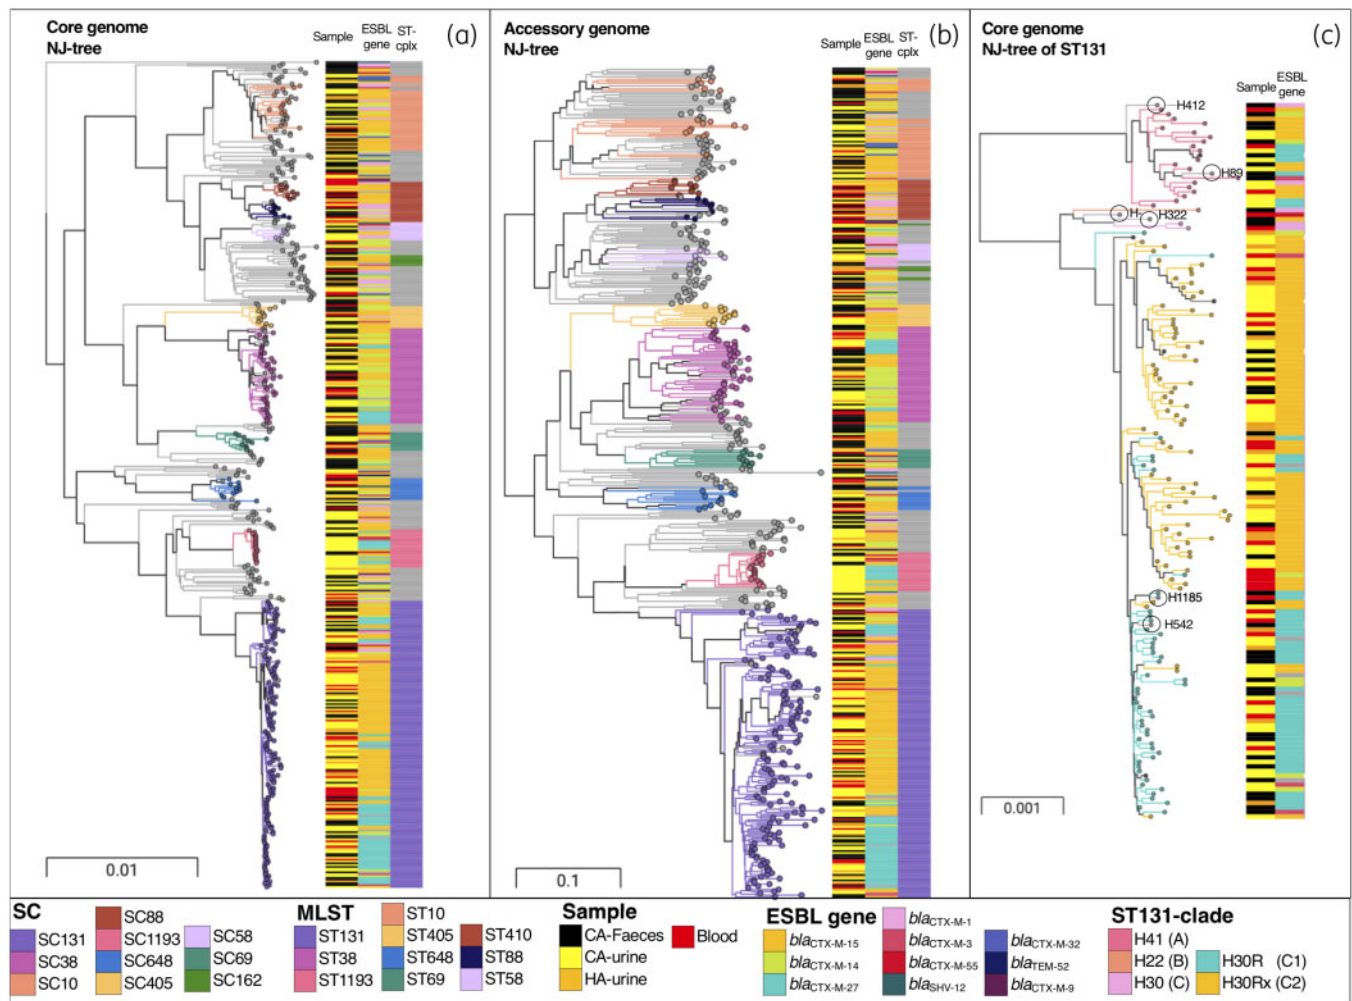 Core genome
NJ-tree
Sample
ESBL
gene
ST-
cplx
(a)
Accessory genome
NJ-tree
Sample
ESBL
gene
ST-
cplx
(b)
Core genome
NJ-tree of ST131
(c)
Sample
ESBL
gene
H412
H89
H-
H322
H1185
H542
0.01
0.1
0.001
SC
SC131
SC38
SC10
SC88
SC1193
SC648
SC405
SC58
SC69
SC162
MLST
ST131
ST38
ST1193
ST10
ST405
ST648
ST69
ST410
ST88
ST58
Sample
CA-Faeces
CA-urine
HA-urine
Blood
ESBL gene
blaCTX-M-15
blaCTX-M-14
blaCTX-M-27
blaCTX-M-1
blaCTX-M-3
blaCTX-M-55
blaSHV-12
blaCTX-M-32
blaTEM-52
blaCTX-M-9
ST131-clade
H41 (A)
H22 (B)
H30 (C)
H30R (C1)
H30Rx (C2)